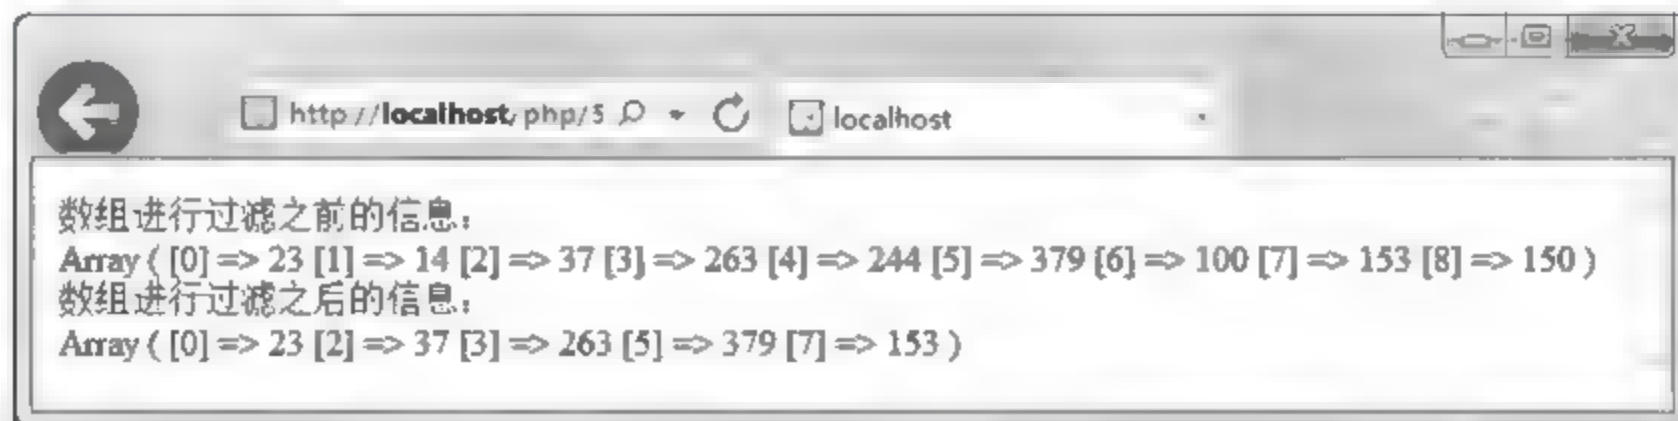 http://localhost/php/5
localhost
数组进行过滤之前的信息：
Array ( [0] => 23 [1] => 14 [2] => 37 [3] => 263 [4] => 244 [5] => 379 [6] => 100 [7] => 153 [8] => 150 )
数组进行过滤之后的信息：
Array ( [0] => 23 [2] => 37 [3] => 263 [5] => 379 [7] => 153 )